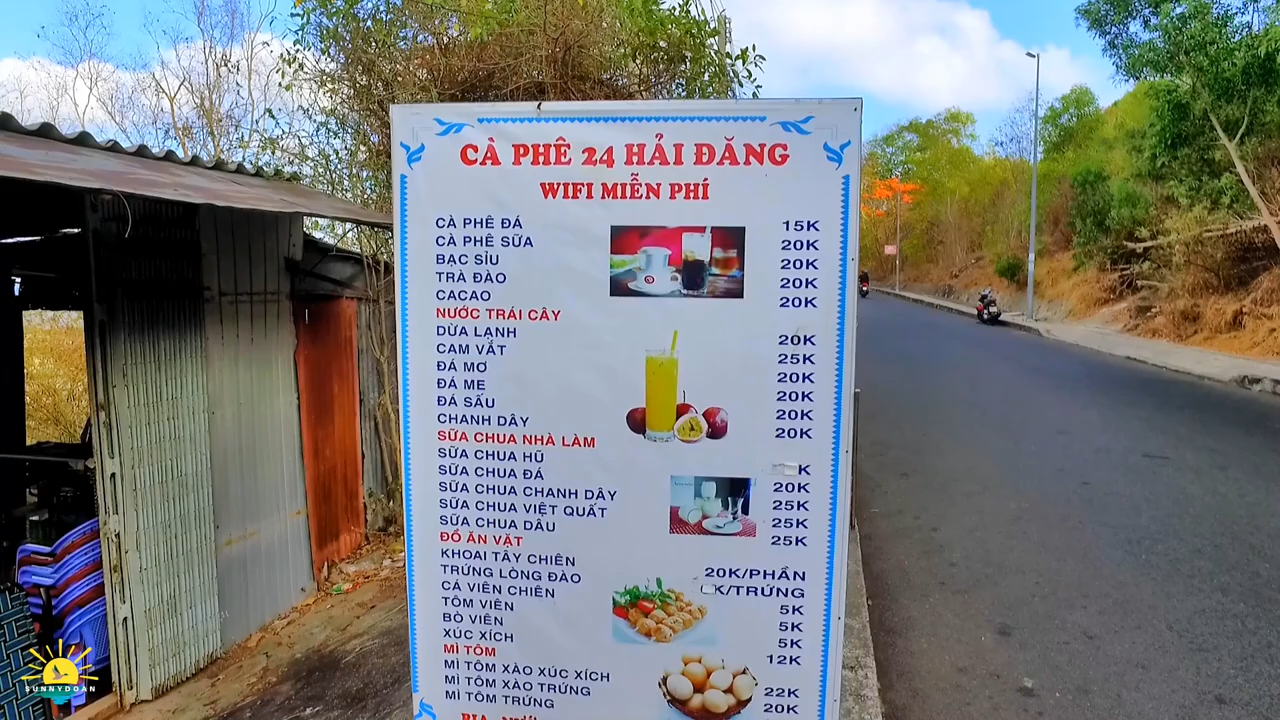 CÀ PHÊ 24 HẢI ĐĂNG
WIFI MIỄN PHÍ
CÀ PHÊ ĐÁ 15K
CÀ PHÊ SỮA 20K
BẠC SỈU 20K
TRÀ ĐÀO 20K
CACAO 20K
NƯỚC TRÁI CÂY
DỪA LẠNH 20K
CAM VẮT 25K
ĐÁ MƠ 20K
ĐÁ ME 20K
ĐÁ SẤU 20K
CHANH DÂY 20K
SỮA CHUA NHÀ LÀM
SỮA CHUA HŨ K
SỮA CHUA ĐÁ 20K
SỮA CHUA CHANH DÂY 25K
SỮA CHUA VIỆT QUẤT 25K
SỮA CHUA DÂU 25K
ĐỒ ĂN VẶT
KHOAI TÂY CHIÊN 20K/PHẦN
TRỨNG LÒNG ĐÀO K/TRỨNG
CÁ VIÊN CHIÊN 5K
TÔM VIÊN 5K
BÒ VIÊN 5K
XÚC XÍCH 12K
MÌ TÔM
MÌ TÔM XÀO XÚC XÍCH 22K
MÌ TÔM XÀO TRỨNG 20K
MÌ TÔM TRỨNG
SUNNYDOAN